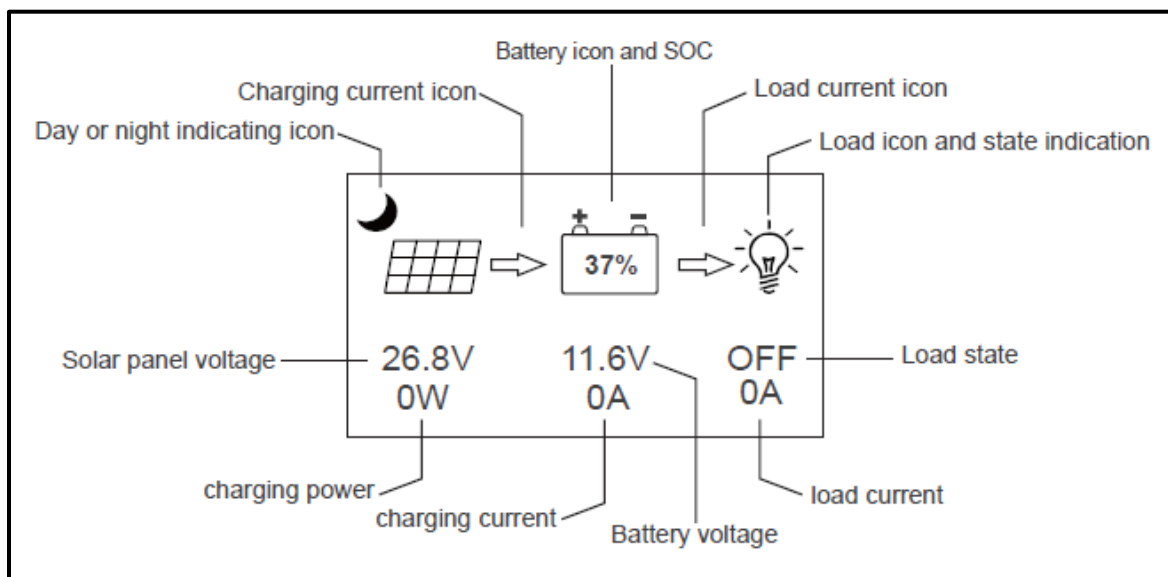 Battery icon and SOC
Charging current icon
Load current icon
Day or night indicating icon
Load icon and state indication
+ −
37%
Solar panel voltage
26.8V
11.6V
OFF
Load state
0W
0A
0A
charging power
charging current
Battery voltage
load current